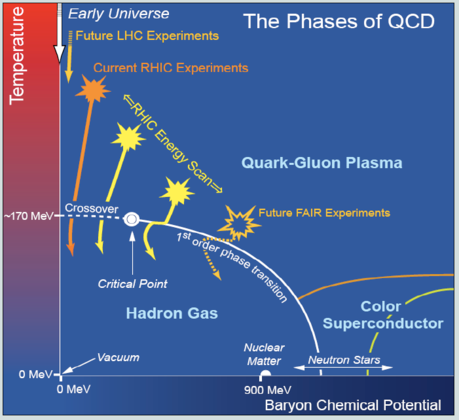 The Phases of QCD
Temperature
Early Universe
Future LHC Experiments
Current RHIC Experiments
RHIC Energy Scan
Quark-Gluon Plasma
Crossover
~170 MeV
Future FAIR Experiments
1st order phase transition
Critical Point
Hadron Gas
Color
Superconductor
Vacuum
Nuclear
Matter
Neutron Stars
0 MeV
0 MeV
900 MeV
Baryon Chemical Potential